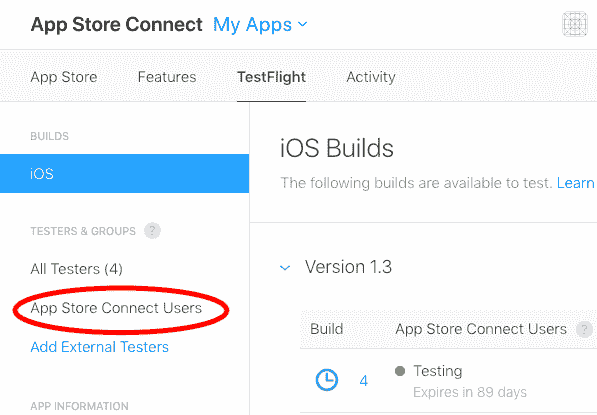 App Store Connect My Apps
App Store Features TestFlight Activity
BUILDS
iOS
TESTERS & GROUPS ?
All Testers (4)
App Store Connect Users
Add External Testers
APP INFORMATION
iOS Builds
The following builds are available to test. Learn
Version 1.3
Build App Store Connect Users ?
4 Testing
Expires in 89 days